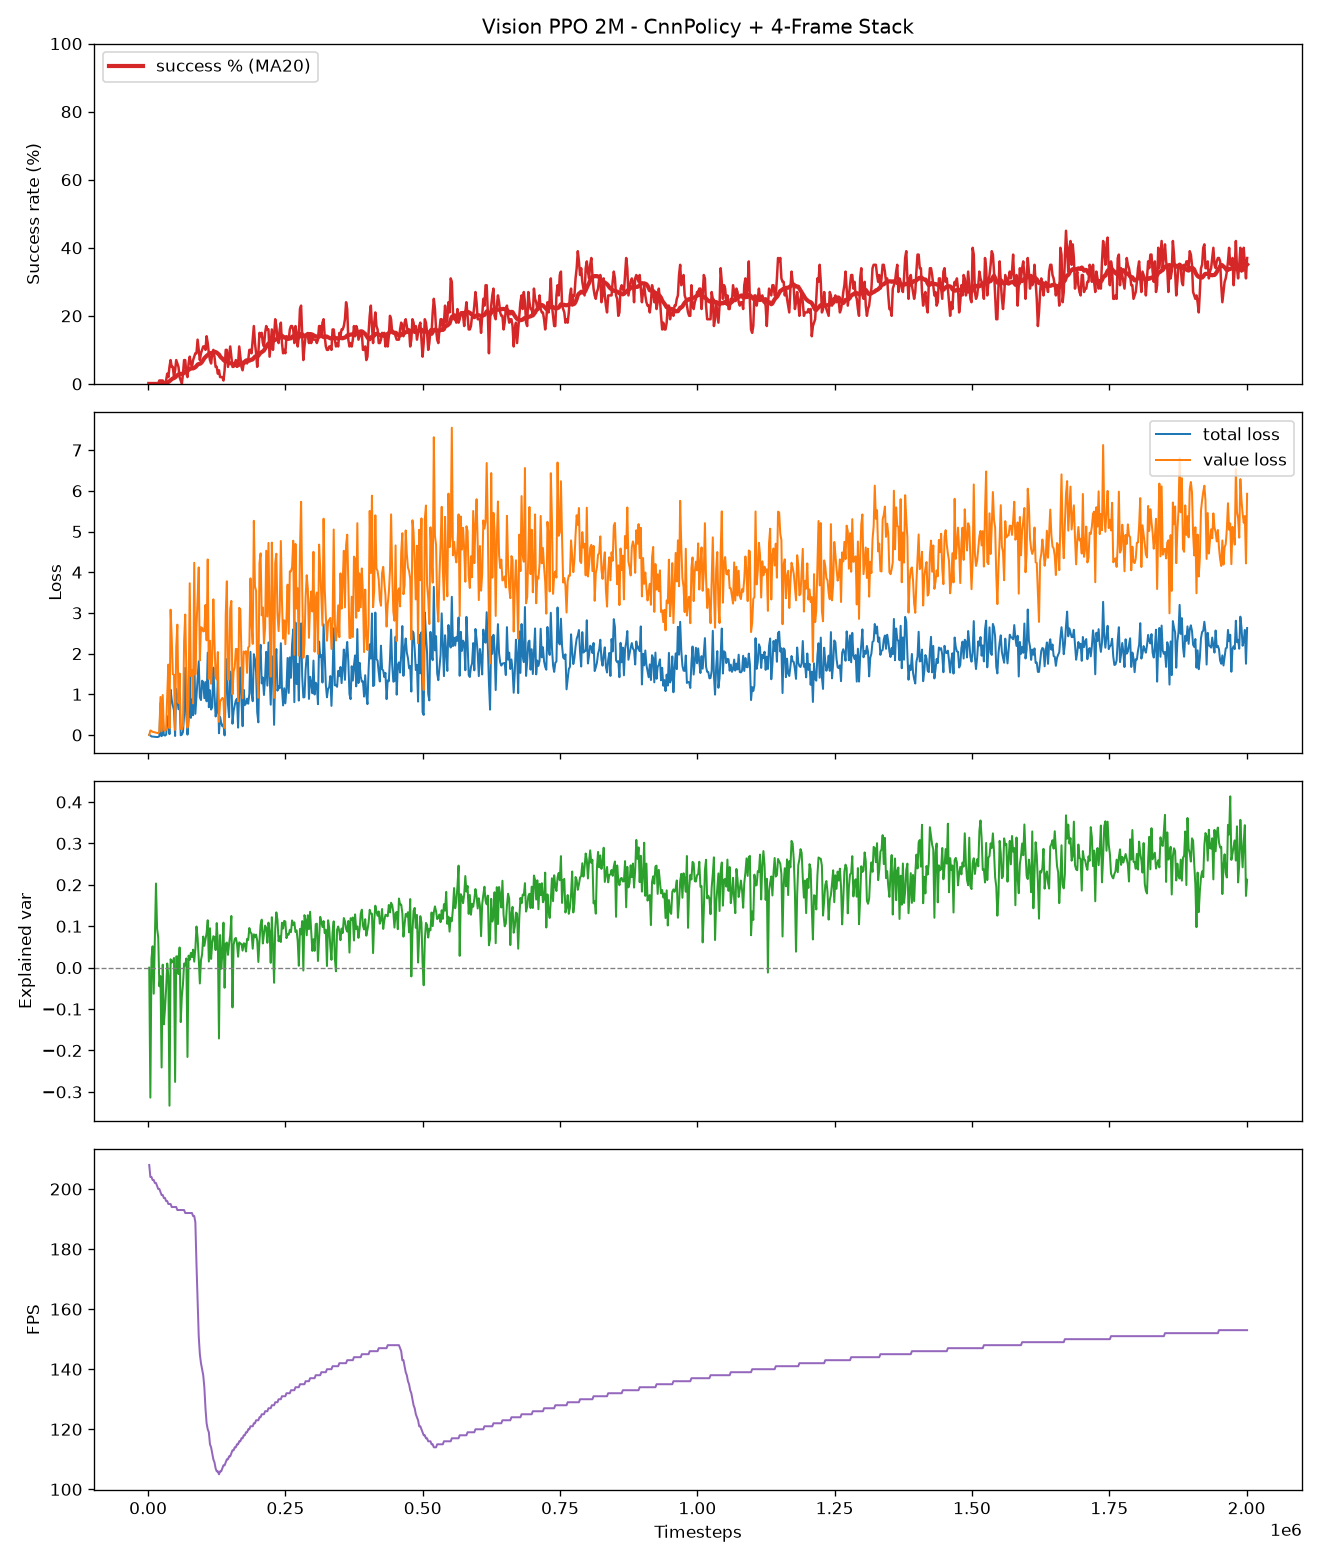 Vision PPO 2M - CnnPolicy + 4-Frame Stack
100
80
60
40
20
0
Success rate (%)
success % (MA20)
7
6
5
4
3
2
1
0
Loss
total loss
value loss
0.4
0.3
0.2
0.1
0.0
−0.1
−0.2
−0.3
Explained var
200
180
160
140
120
100
FPS
0.00 0.25 0.50 0.75 1.00 1.25 1.50 1.75 2.00
Timesteps
1e6